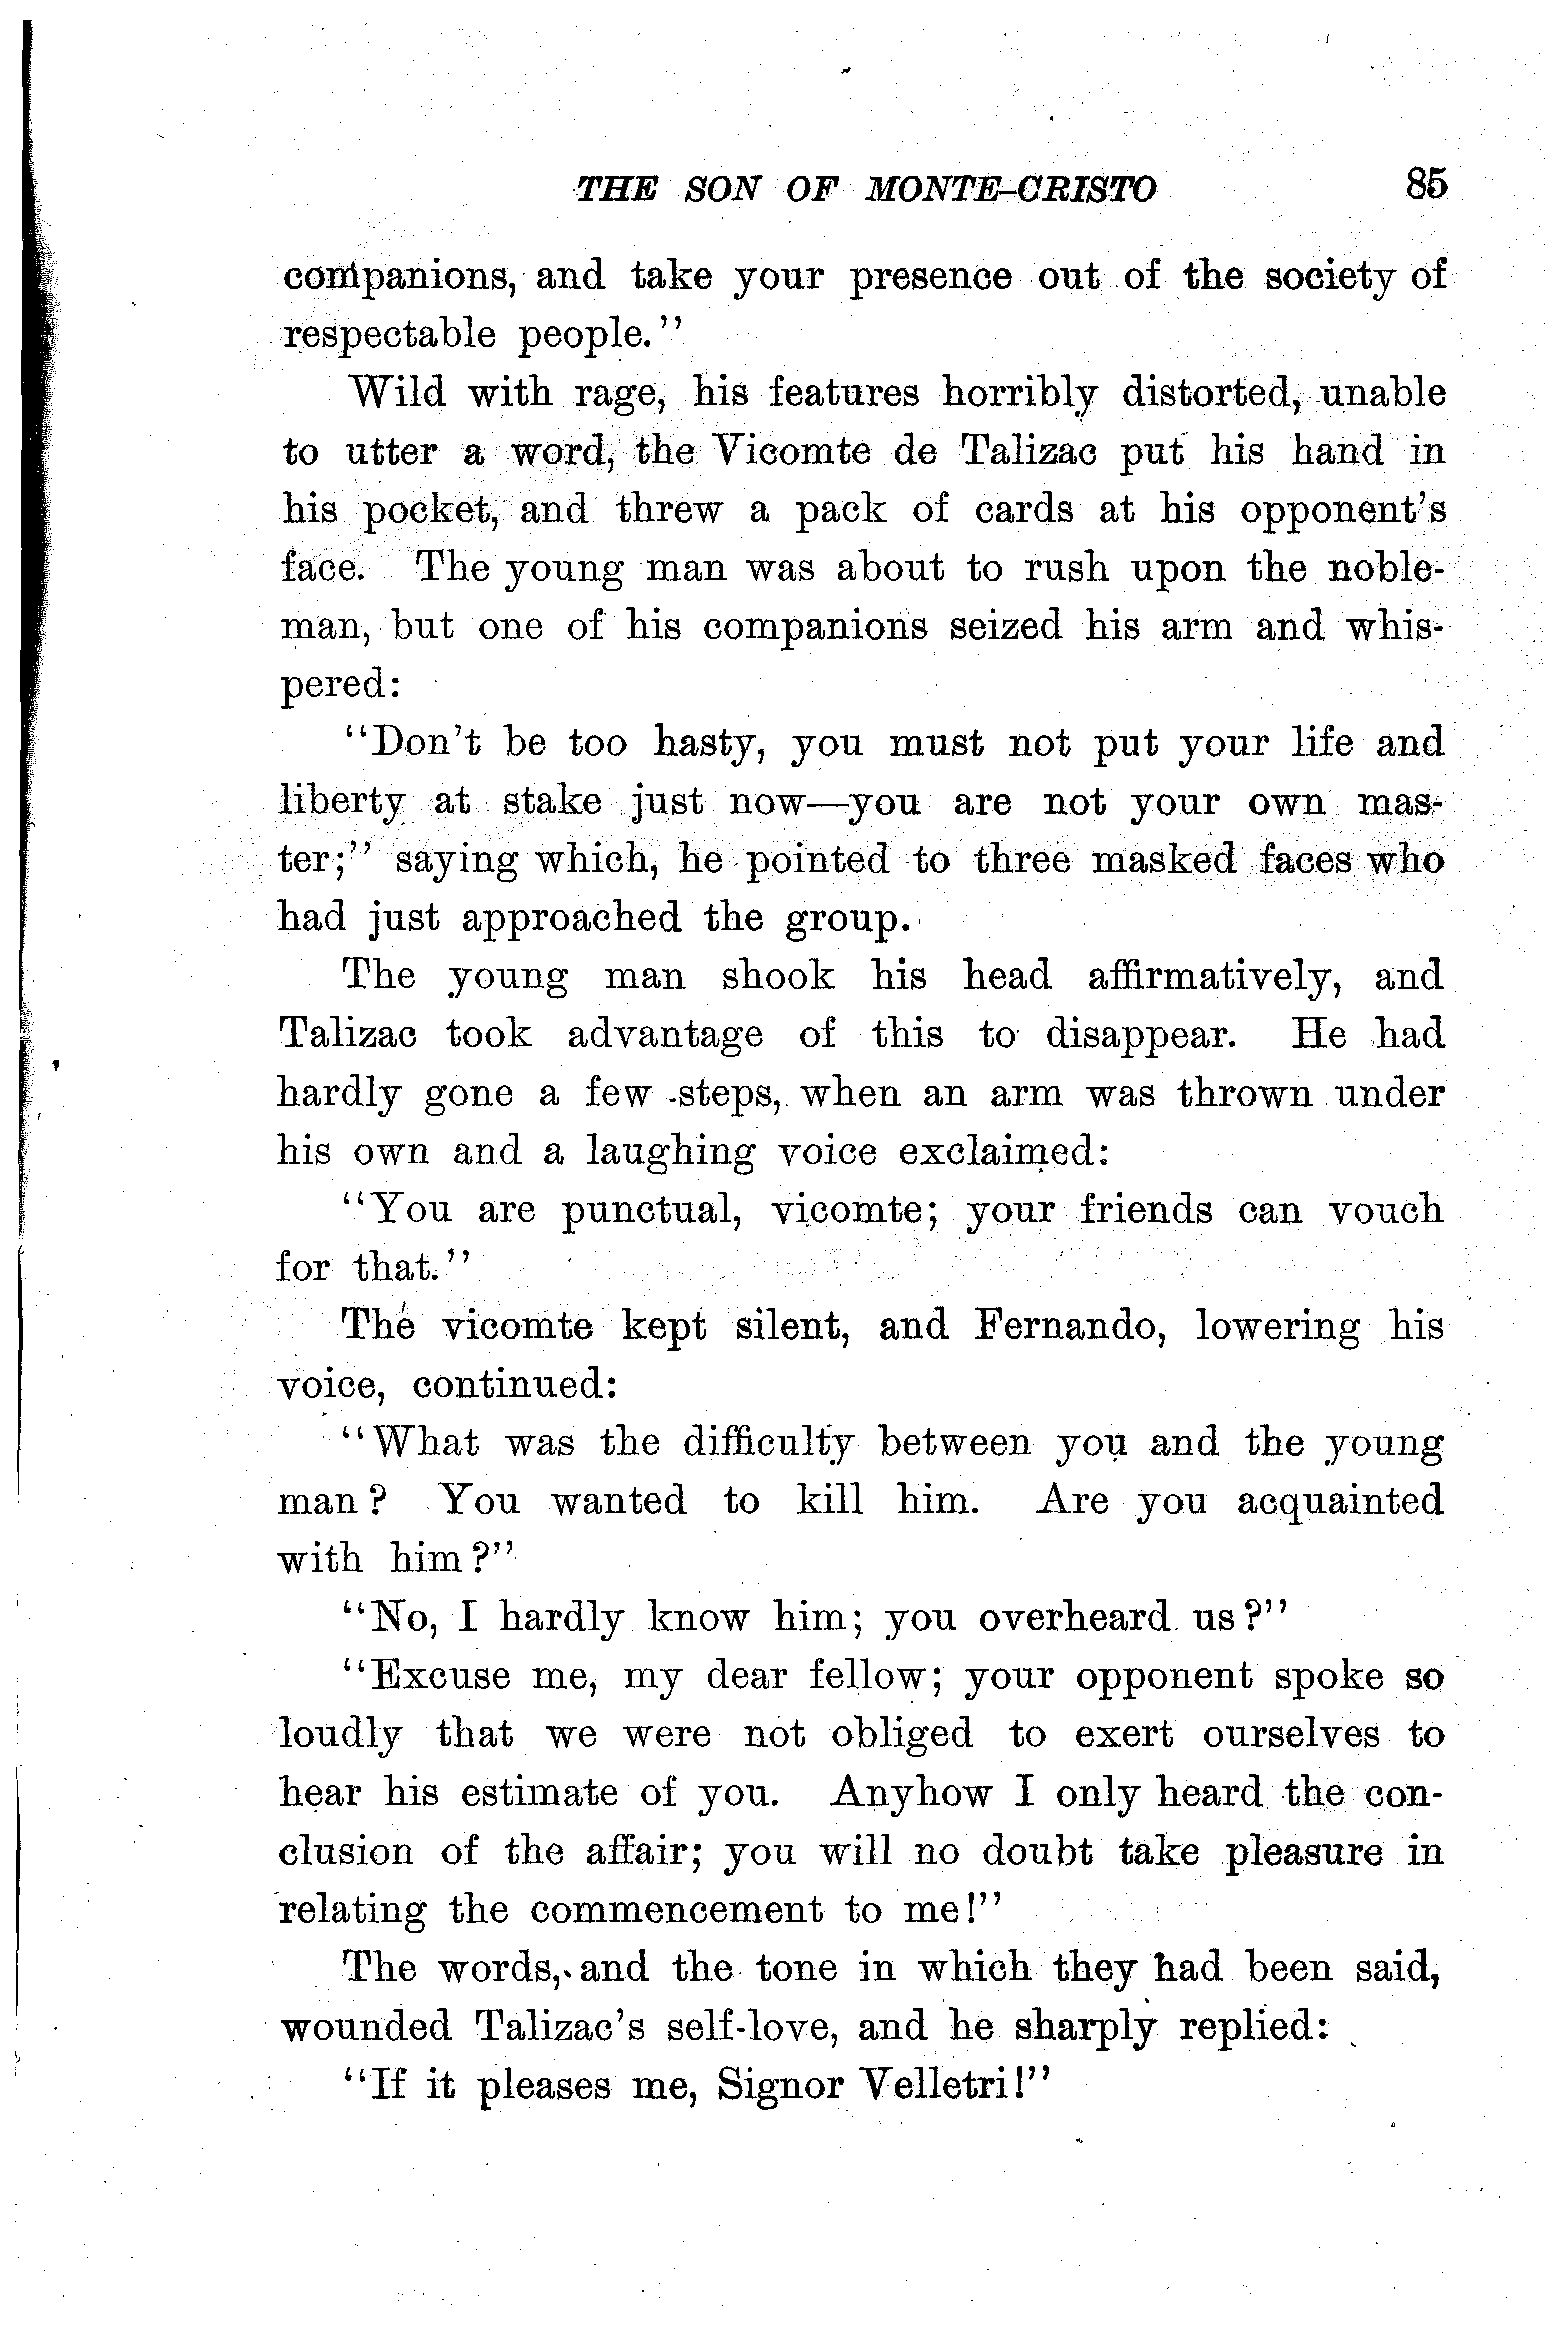 THE SON OF MONTE-CRISTO 85
companions, and take your presence out of the society of
respectable people."
Wild with rage, his features horribly distorted, unable
to utter a word, the Vicomte de Talizac put his hand in
his pocket, and threw a pack of cards at his opponent's
face. The young man was about to rush upon the noble-
man, but one of his companions seized his arm and whis-
pered:
"Don't be too hasty, you must not put your life and
liberty at stake just now—you are not your own mas-
ter;" saying which, he pointed to three masked faces who
had just approached the group.
The young man shook his head affirmatively, and
Talizac took advantage of this to disappear. He had
hardly gone a few steps, when an arm was thrown under
his own and a laughing voice exclaimed:
"You are punctual, vicomte; your friends can vouch
for that."
The vicomte kept silent, and Fernando, lowering his
voice, continued:
"What was the difficulty between you and the young
man? You wanted to kill him. Are you acquainted
with him?"
"No, I hardly know him; you overheard us?"
"Excuse me, my dear fellow; your opponent spoke so
loudly that we were not obliged to exert ourselves to
hear his estimate of you. Anyhow I only heard the con-
clusion of the affair; you will no doubt take pleasure in
relating the commencement to me!"
The words, and the tone in which they had been said,
wounded Talizac's self-love, and he sharply replied:
"If it pleases me, Signor Velletri!"